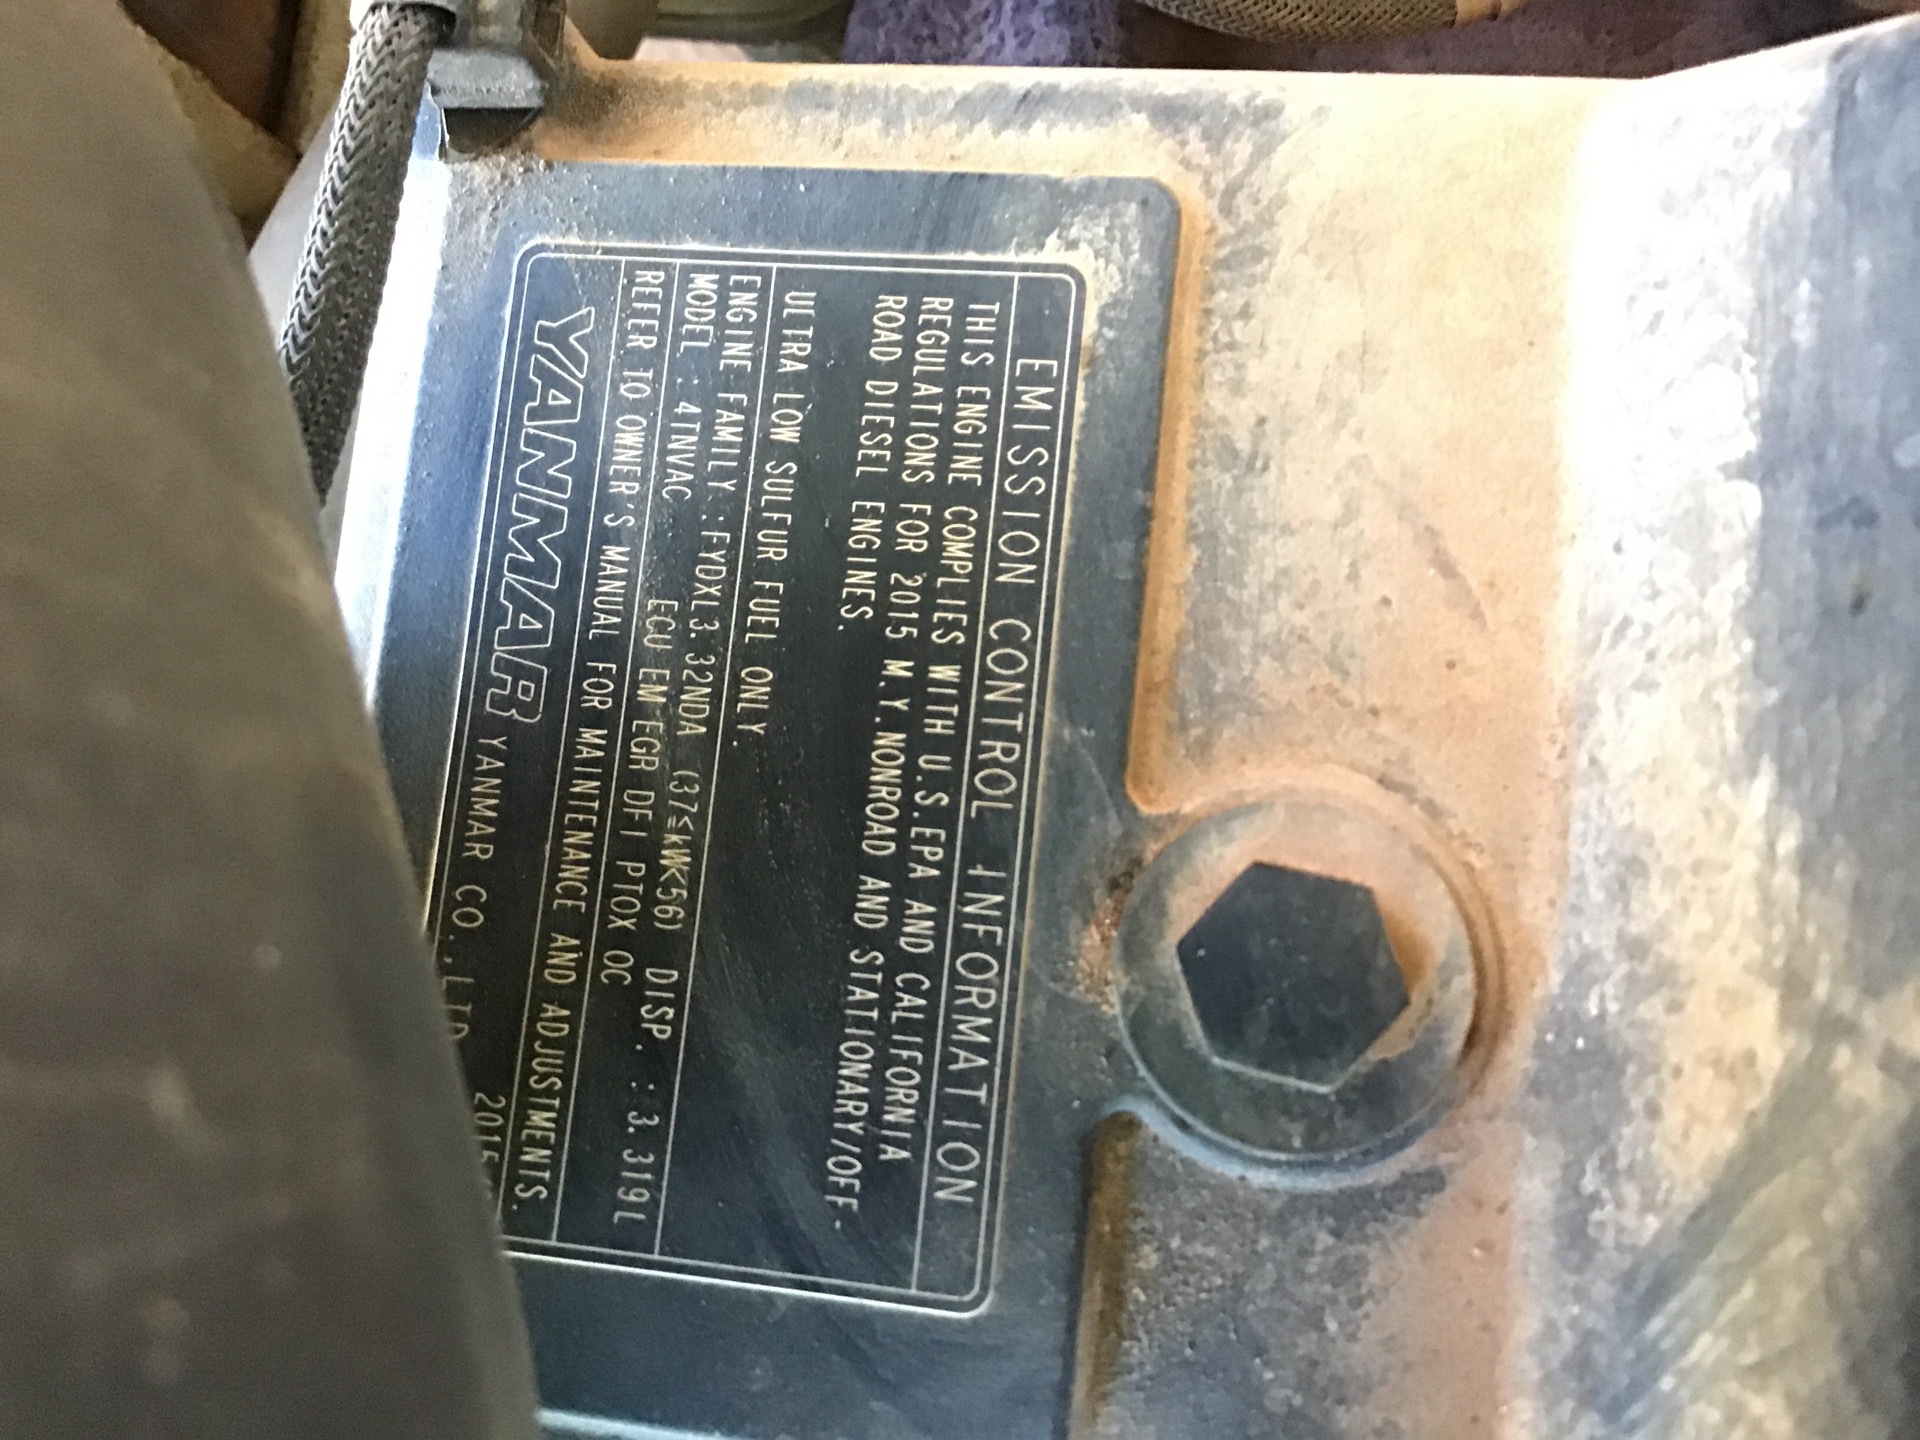 EMISSION CONTROL INFORMATION
THIS ENGINE COMPLIES WITH U.S.EPA AND CALIFORNIA
REGULATIONS FOR 2015 M.Y.NONROAD AND STATIONARY/OFF-
ROAD DIESEL ENGINES.
ULTRA LOW SULFUR FUEL ONLY.
ENGINE FAMILY :FYDXL3.32NDA (37≤kW<56) DISP. :3.319L
MODEL :4TNVAC ECU EM EGR DFI PTOX OC
REFER TO OWNER'S MANUAL FOR MAINTENANCE AND ADJUSTMENTS.
YANMAR YANMAR CO.,LTD. 2015